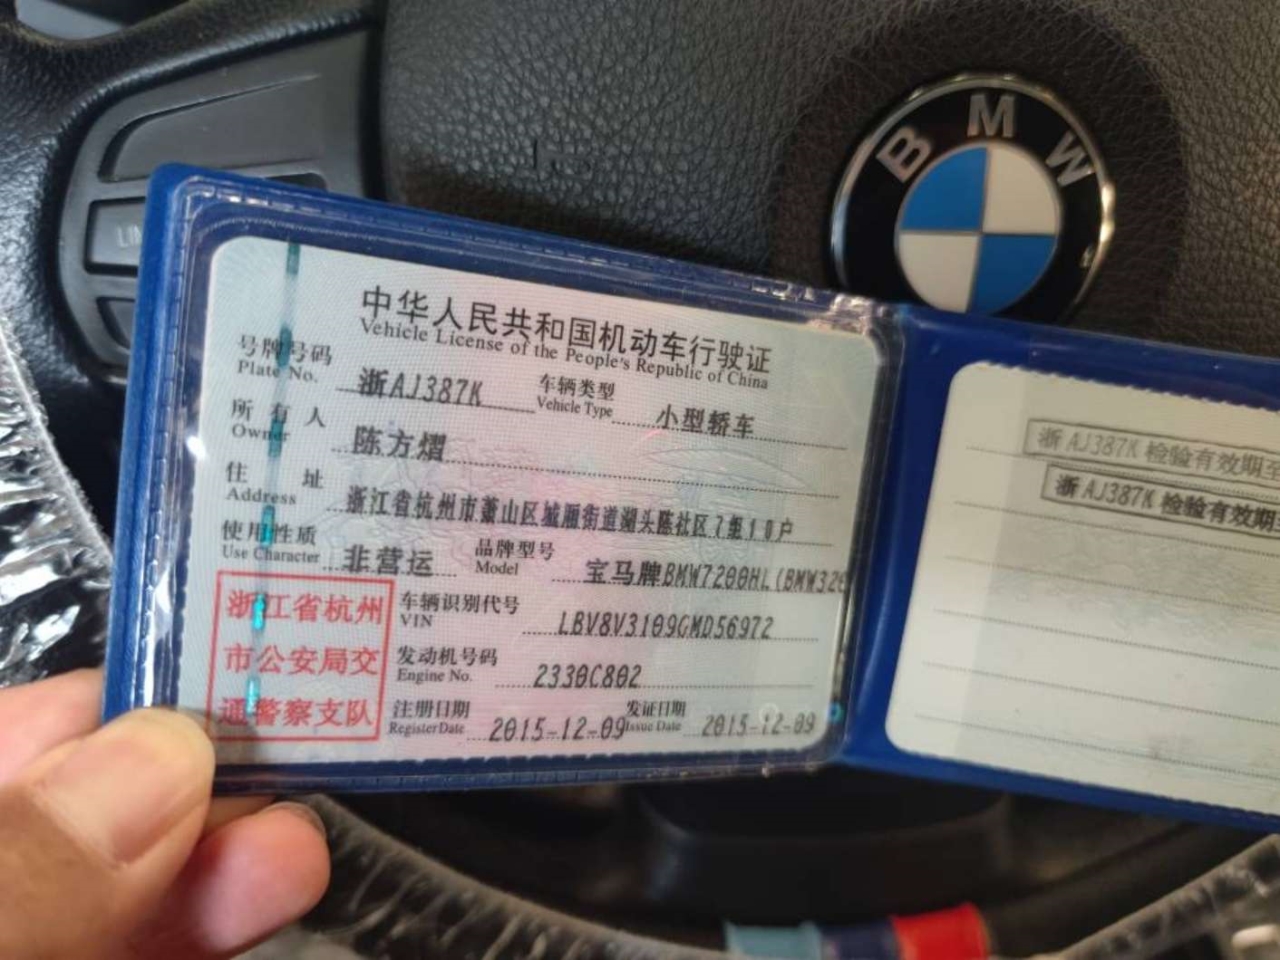 BMW
中华人民共和国机动车行驶证
Vehicle License of the People's Republic of China
号牌号码 浙AJ387K 车辆类型 小型轿车
Plate No. Vehicle Type
所有人 陈方熠
Owner
住址 浙江省杭州市萧山区城厢街道湖头陈社区7组10户
Address
使用性质 非营运 品牌型号 宝马牌BMW7200HL(BMW320
Use Character Model
浙江省杭州
市公安局交
通警察支队
车辆识别代号 LBV8V3109GMD56972
VIN
发动机号码 2330C802
Engine No.
注册日期 2015-12-09 发证日期 2015-12-09
Register Date Issue Date
浙AJ387K 检验有效期至
浙AJ387K 检验有效期